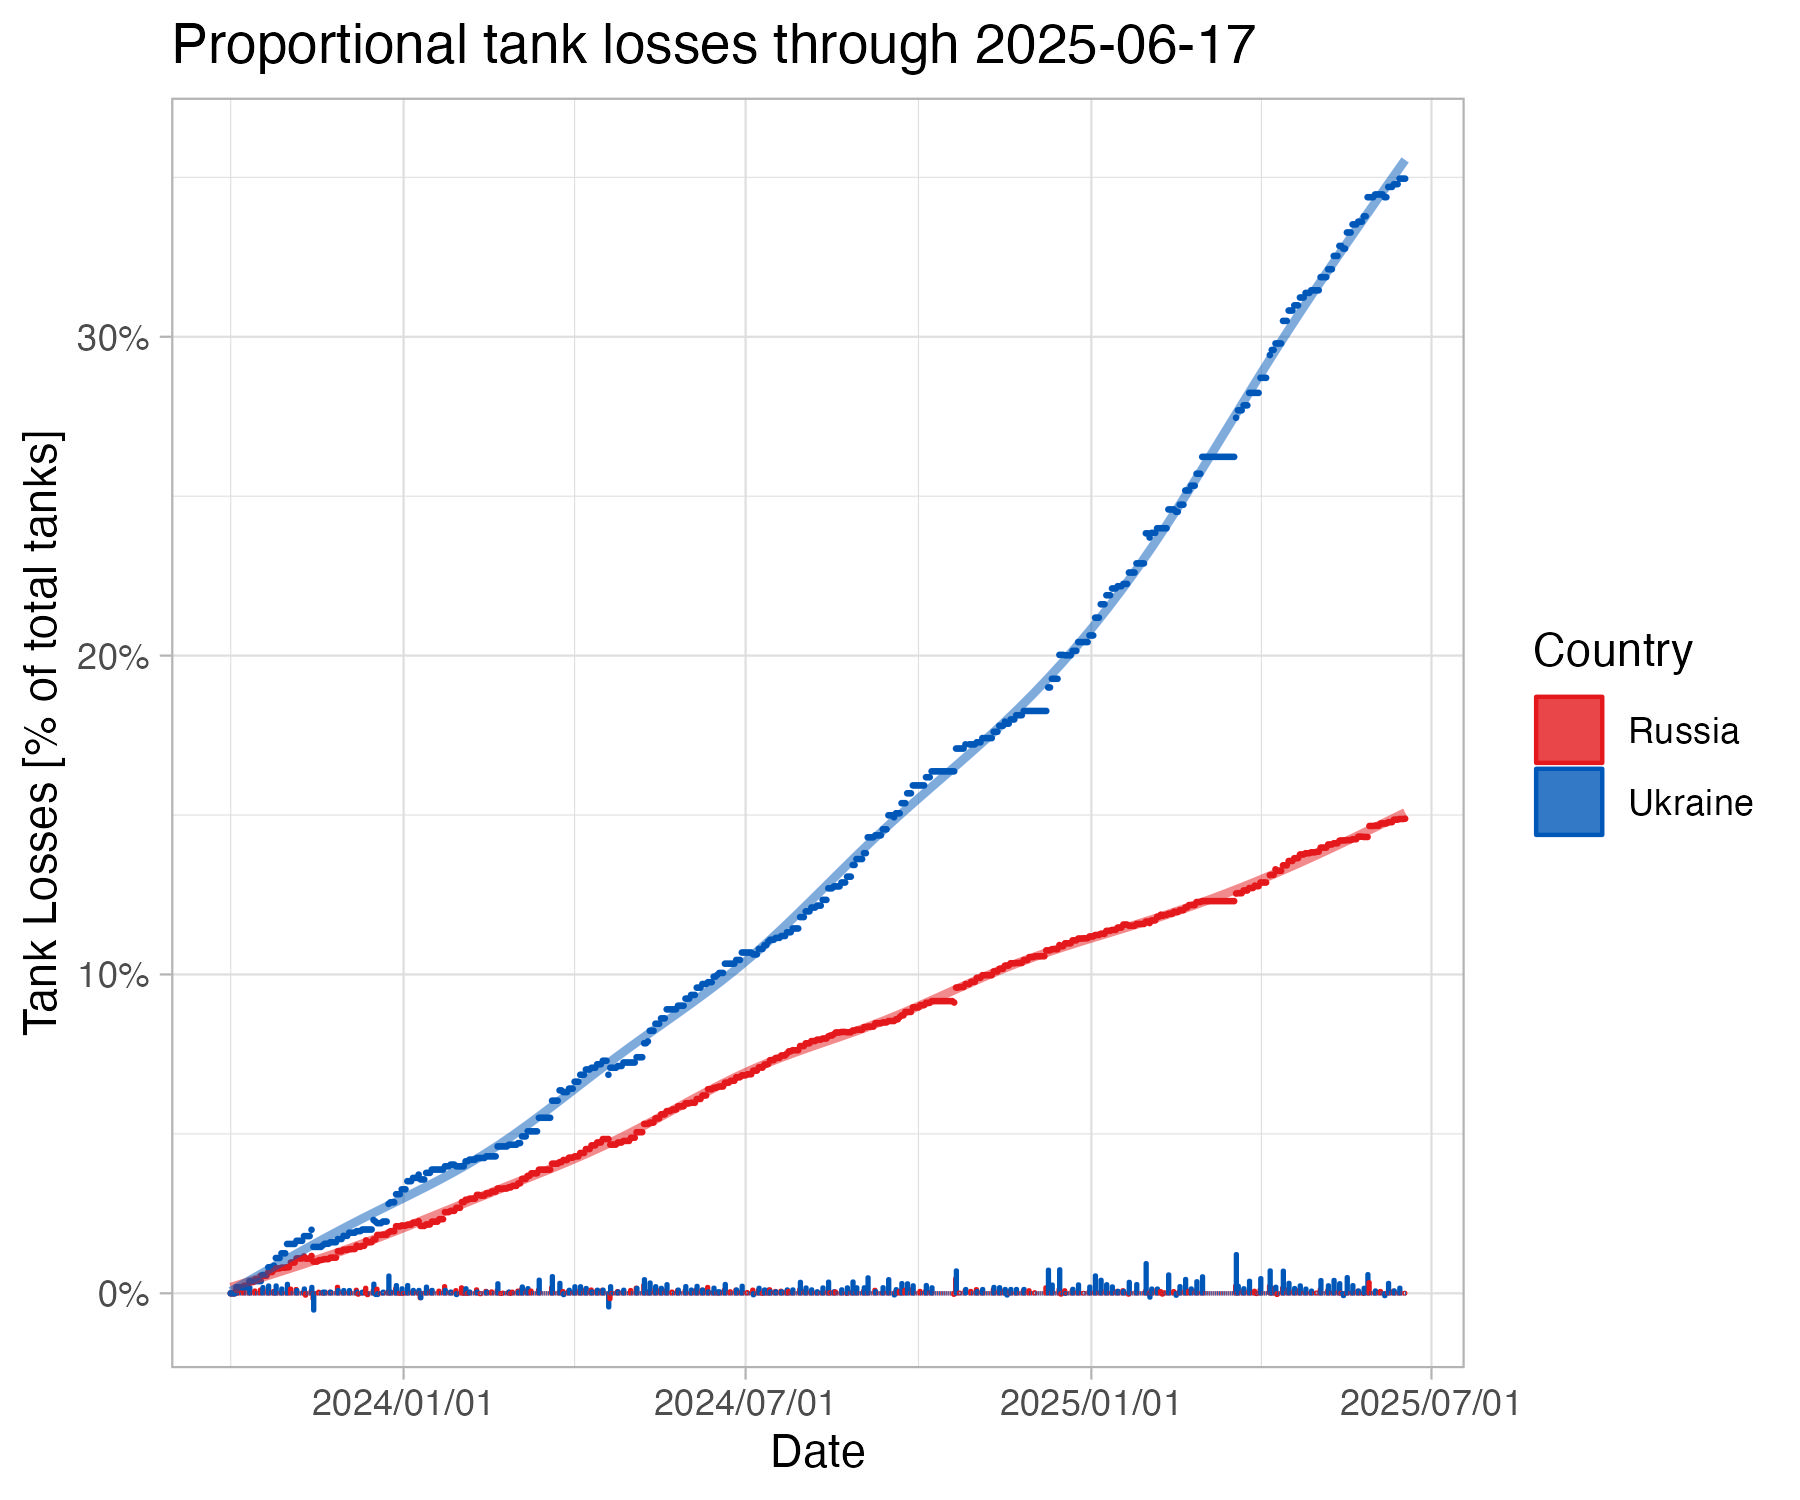 Proportional tank losses through 2025-06-17
Tank Losses [% of total tanks]
30%
20%
10%
0%
2024/01/01
2024/07/01
2025/01/01
2025/07/01
Date
Country
Russia
Ukraine